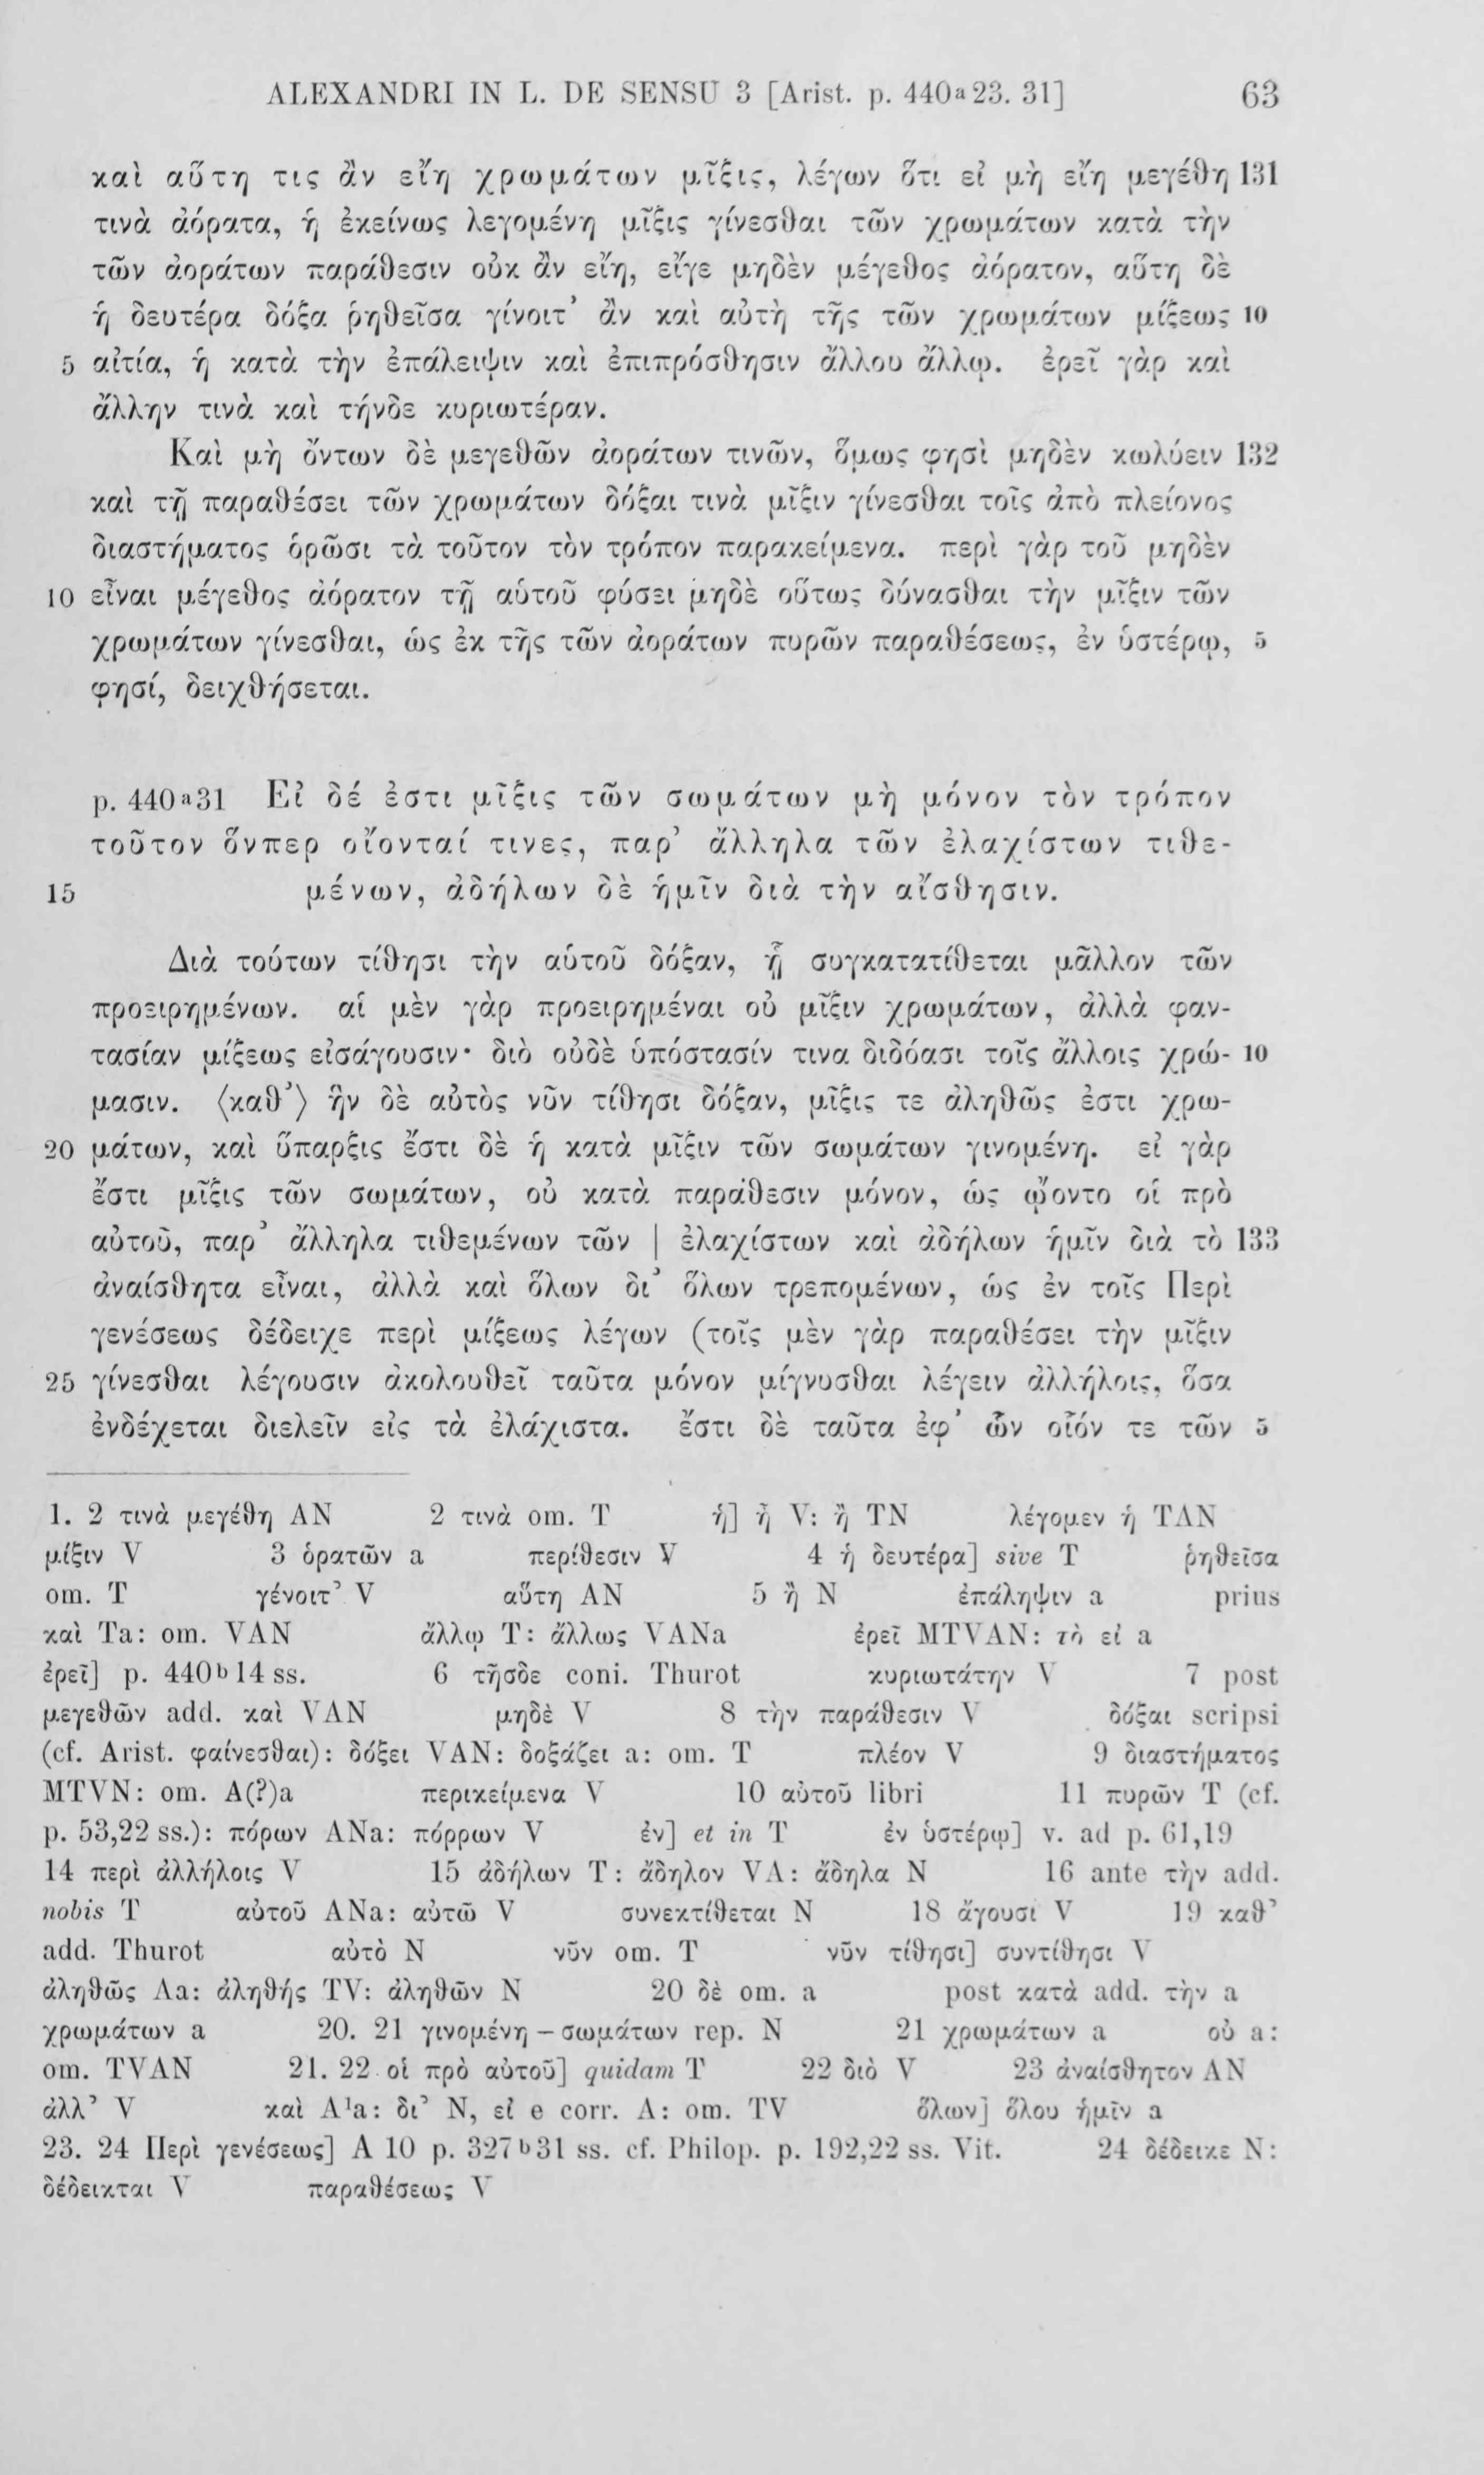 ALEXANDRI IN L. DE SENSU 3 [Arist. p. 440ª23. 31] 63
καὶ αὕτη τις ἂν εἴη χρωμάτων μῖξις, λέγων ὅτι εἰ μὴ εἴη μεγέθη 131
τινὰ ἀόρατα, ἡ ἐκείνως λεγομένη μῖξις γίνεσθαι τῶν χρωμάτων κατὰ τὴν
τῶν ἀοράτων παράθεσιν οὐκ ἂν εἴη, εἴγε μηδὲν μέγεθος ἀόρατον, αὕτη δὲ
ἡ δευτέρα δόξα ῥηθεῖσα γίνοιτ᾽ ἂν καὶ αὐτὴ τῆς τῶν χρωμάτων μίξεως 10
5 αἰτία, ἡ κατὰ τὴν ἐπάλειψιν καὶ ἐπιπρόσθησιν ἄλλου ἄλλῳ. ἐρεῖ γὰρ καὶ
ἄλλην τινὰ καὶ τήνδε κυριωτέραν.
Καὶ μὴ ὄντων δὲ μεγεθῶν ἀοράτων τινῶν, ὅμως φησὶ μηδὲν κωλύειν 132
καὶ τῇ παραθέσει τῶν χρωμάτων δόξαι τινὰ μῖξιν γίνεσθαι τοῖς ἀπὸ πλείονος
διαστήματος ὁρῶσι τὰ τοῦτον τὸν τρόπον παρακείμενα. περὶ γὰρ τοῦ μηδὲν
10 εἶναι μέγεθος ἀόρατον τῇ αὑτοῦ φύσει μηδὲ οὕτως δύνασθαι τὴν μῖξιν τῶν
χρωμάτων γίνεσθαι, ὡς ἐκ τῆς τῶν ἀοράτων πυρῶν παραθέσεως, ἐν ὑστέρῳ, 5
φησί, δειχθήσεται.
p. 440ª31 Εἰ δέ ἐστι μῖξις τῶν σωμάτων μὴ μόνον τὸν τρόπον
τοῦτον ὅνπερ οἴονταί τινες, παρ᾽ ἄλληλα τῶν ἐλαχίστων τιθε-
15 μένων, ἀδήλων δὲ ἡμῖν διὰ τὴν αἴσθησιν.
Διὰ τούτων τίθησι τὴν αὑτοῦ δόξαν, ᾗ συγκατατίθεται μᾶλλον τῶν
προειρημένων. αἱ μὲν γὰρ προειρημέναι οὐ μῖξιν χρωμάτων, ἀλλὰ φαν-
τασίαν μίξεως εἰσάγουσιν· διὸ οὐδὲ ὑπόστασίν τινα διδόασι τοῖς ἄλλοις χρώ- 10
μασιν. ⟨καθ᾽⟩ ἣν δὲ αὐτὸς νῦν τίθησι δόξαν, μῖξις τε ἀληθῶς ἐστι χρω-
20 μάτων, καὶ ὕπαρξις ἔστι δὲ ἡ κατὰ μῖξιν τῶν σωμάτων γινομένη. εἰ γὰρ
ἔστι μῖξις τῶν σωμάτων, οὐ κατὰ παράθεσιν μόνον, ὡς ᾤοντο οἱ πρὸ
αὐτοῦ, παρ᾽ ἄλληλα τιθεμένων τῶν | ἐλαχίστων καὶ ἀδήλων ἡμῖν διὰ τὸ 133
ἀναίσθητα εἶναι, ἀλλὰ καὶ ὅλων δι᾽ ὅλων τρεπομένων, ὡς ἐν τοῖς Περὶ
γενέσεως δέδειχε περὶ μίξεως λέγων (τοῖς μὲν γὰρ παραθέσει τὴν μῖξιν
25 γίνεσθαι λέγουσιν ἀκολουθεῖ ταῦτα μόνον μίγνυσθαι λέγειν ἀλλήλοις, ὅσα
ἐνδέχεται διελεῖν εἰς τὰ ἐλάχιστα. ἔστι δὲ ταῦτα ἐφ᾽ ὧν οἷόν τε τῶν 5
1. 2 τινὰ μεγέθη AN 2 τινὰ om. T ἡ] ᾗ V: ἢ TN λέγομεν ἡ TAN
μίξιν V 3 ὁρατῶν a περίθεσιν V 4 ἡ δευτέρα] sive T ῥηθεῖσα
om. T γένοιτ᾽ V αὕτη AN 5 ἢ N ἐπάληψιν a prius
καὶ Ta: om. VAN ἄλλῳ T: ἄλλως VANa ἐρεῖ MTVAN: τὸ εἰ a
ἐρεῖ] p. 440ᵇ14 ss. 6 τῆσδε coni. Thurot κυριωτάτην V 7 post
μεγεθῶν add. καὶ VAN μηδὲ V 8 τὴν παράθεσιν V δόξαι scripsi
(cf. Arist. φαίνεσθαι): δόξει VAN: δοξάζει a: om. T πλέον V 9 διαστήματος
MTVN: om. A(?)a περικείμενα V 10 αὐτοῦ libri 11 πυρῶν T (cf.
p. 53,22 ss.): πόρων ANa: πόρρων V ἐν] et in T ἐν ὑστέρῳ] v. ad p. 61,19
14 περὶ ἀλλήλοις V 15 ἀδήλων T: ἄδηλον VA: ἄδηλα N 16 ante τὴν add.
nobis T αὐτοῦ ANa: αὐτῶ V συνεκτίθεται N 18 ἄγουσι V 19 καθ᾽
add. Thurot αὐτὸ N νῦν om. T νῦν τίθησι] συντίθησι V
ἀληθῶς Aa: ἀληθής TV: ἀληθῶν N 20 δὲ om. a post κατὰ add. τὴν a
χρωμάτων a 20. 21 γινομένη – σωμάτων rep. N 21 χρωμάτων a οὐ a:
om. TVAN 21. 22 οἱ πρὸ αὐτοῦ] quidam T 22 διὸ V 23 ἀναίσθητον AN
ἀλλ᾽ V καὶ A¹a: δι᾽ N, εἰ e corr. A: om. TV ὅλων] ὅλου ἡμῖν a
23. 24 Περὶ γενέσεως] A 10 p. 327ᵇ31 ss. cf. Philop. p. 192,22 ss. Vit. 24 δέδεικε N:
δέδεικται V παραθέσεως V